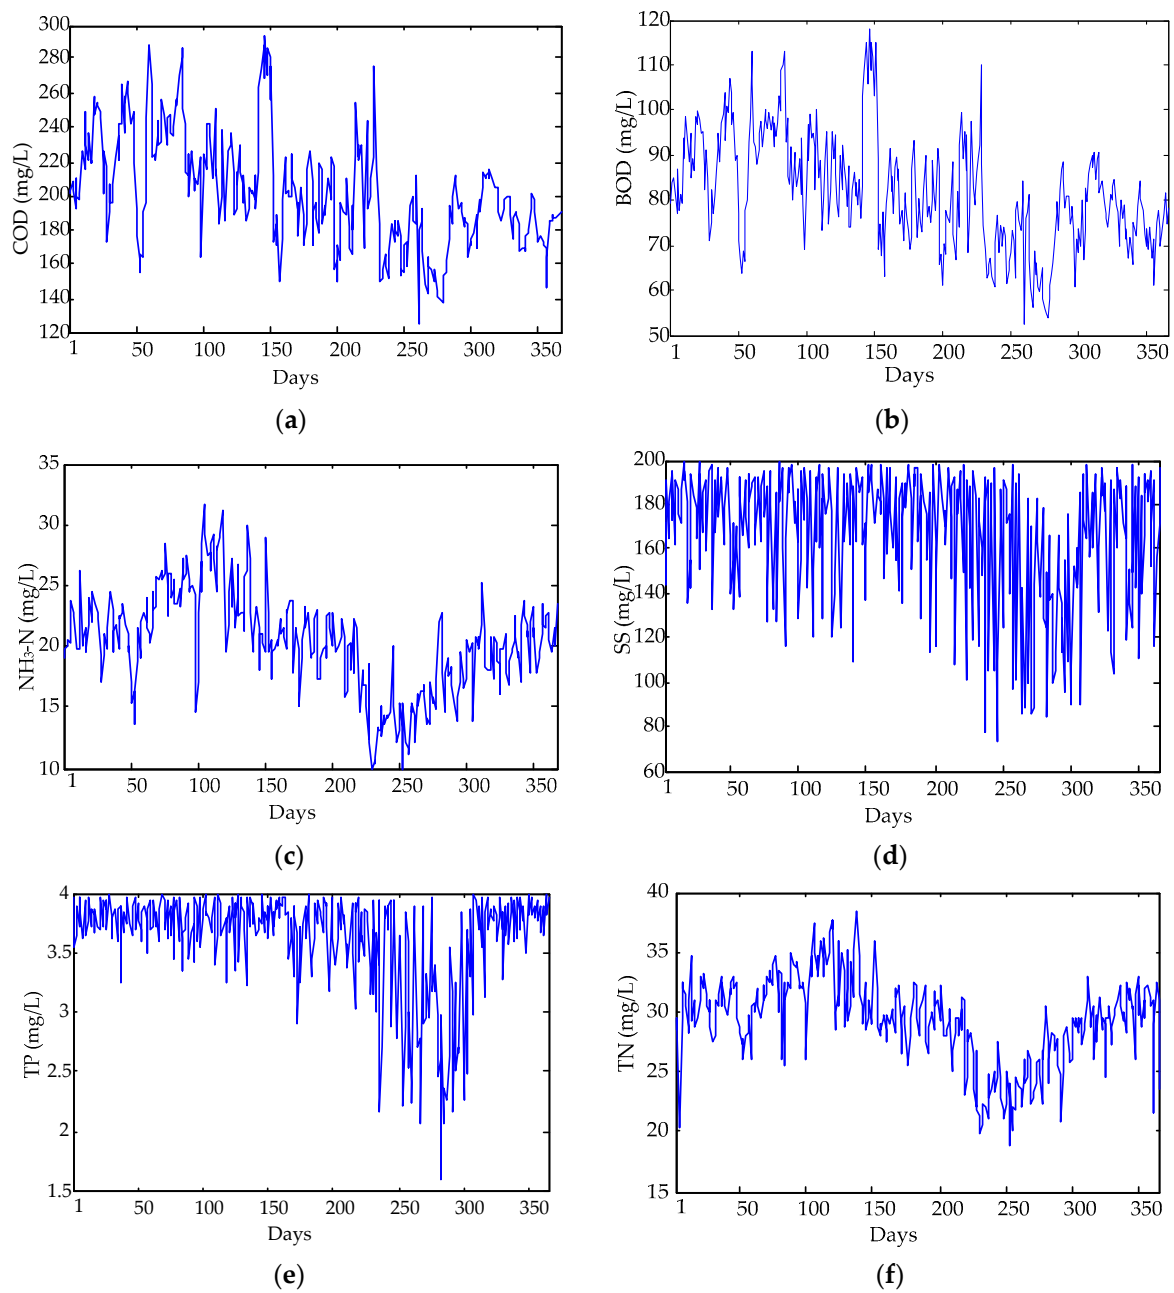 COD (mg/L)
300
280
260
240
220
200
180
160
140
120
1 50 100 150 200 250 300 350
Days
(a)
BOD (mg/L)
120
110
100
90
80
70
60
50
1 50 100 150 200 250 300 350
Days
(b)
NH3-N (mg/L)
35
30
25
20
15
10
1 50 100 150 200 250 300 350
Days
(c)
SS (mg/L)
200
180
160
140
120
100
80
60
1 50 100 150 200 250 300 350
Days
(d)
TP (mg/L)
4
3.5
3
2.5
2
1.5
1 50 100 150 200 250 300 350
Days
(e)
TN (mg/L)
40
35
30
25
20
15
1 50 100 150 200 250 300 350
Days
(f)